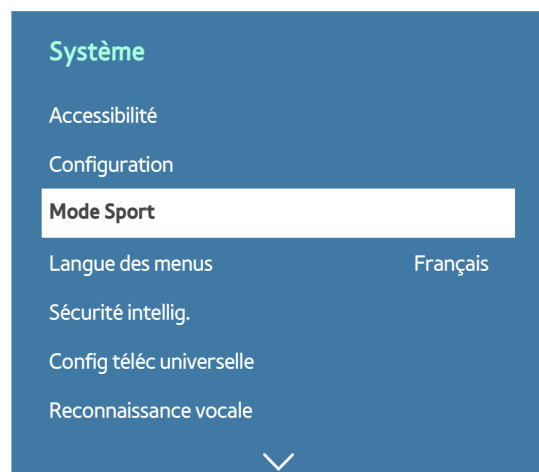 Système
Accessibilité
Configuration
Mode Sport
Langue des menus Français
Sécurité intellig.
Config téléc universelle
Reconnaissance vocale